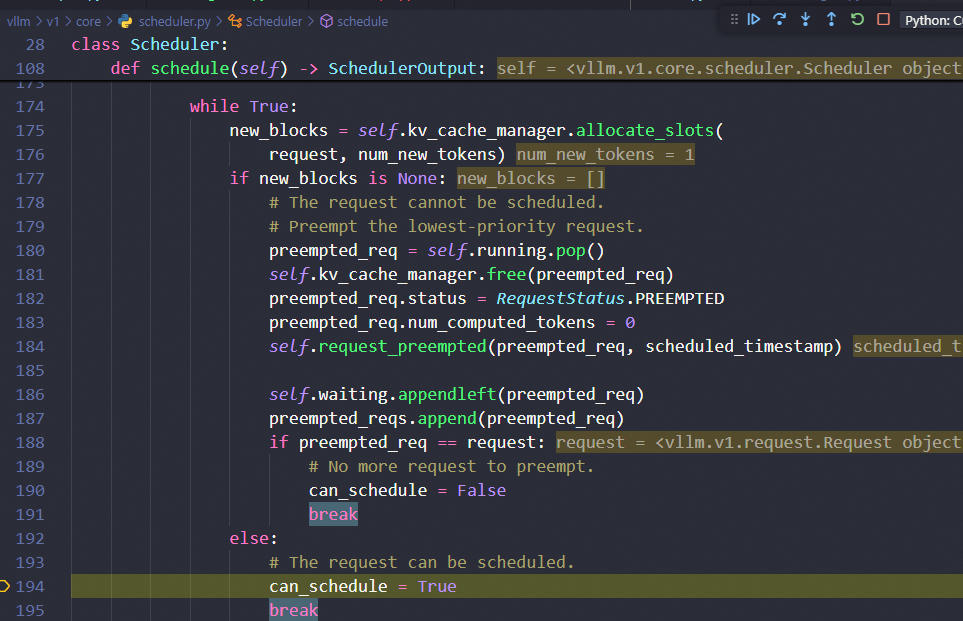 vllm > v1 > core > scheduler.py > Scheduler > schedule
Python: C
28 class Scheduler:
108 def schedule(self) -> SchedulerOutput: self = <vllm.v1.core.scheduler.Scheduler object
173
174 while True:
175 new_blocks = self.kv_cache_manager.allocate_slots(
176 request, num_new_tokens) num_new_tokens = 1
177 if new_blocks is None: new_blocks = []
178 # The request cannot be scheduled.
179 # Preempt the lowest-priority request.
180 preempted_req = self.running.pop()
181 self.kv_cache_manager.free(preempted_req)
182 preempted_req.status = RequestStatus.PREEMPTED
183 preempted_req.num_computed_tokens = 0
184 self.request_preempted(preempted_req, scheduled_timestamp) scheduled_t
185
186 self.waiting.appendleft(preempted_req)
187 preempted_reqs.append(preempted_req)
188 if preempted_req == request: request = <vllm.v1.request.Request object
189 # No more request to preempt.
190 can_schedule = False
191 break
192 else:
193 # The request can be scheduled.
194 can_schedule = True
195 break